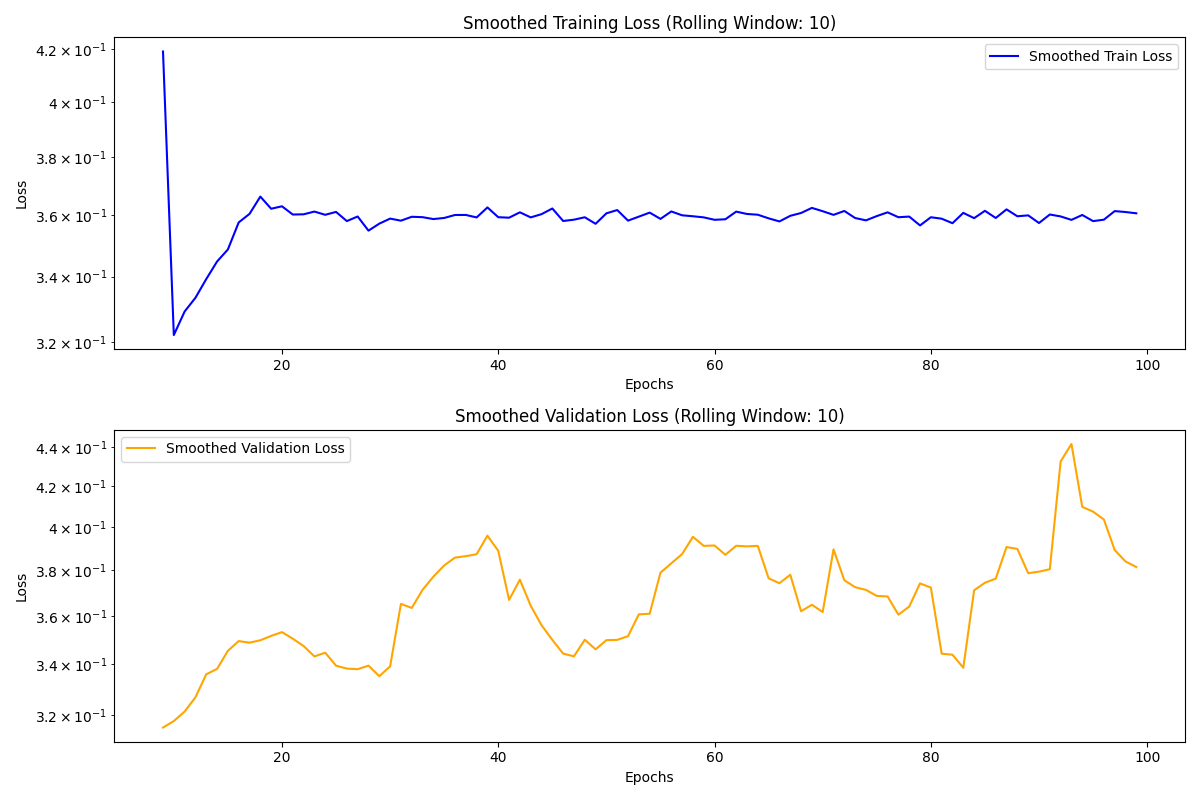 Smoothed Training Loss (Rolling Window: 10)
Smoothed Train Loss
4.2 × 10⁻¹
4 × 10⁻¹
3.8 × 10⁻¹
3.6 × 10⁻¹
3.4 × 10⁻¹
3.2 × 10⁻¹
Loss
20 40 60 80 100
Epochs
Smoothed Validation Loss (Rolling Window: 10)
Smoothed Validation Loss
4.4 × 10⁻¹
4.2 × 10⁻¹
4 × 10⁻¹
3.8 × 10⁻¹
3.6 × 10⁻¹
3.4 × 10⁻¹
3.2 × 10⁻¹
Loss
20 40 60 80 100
Epochs